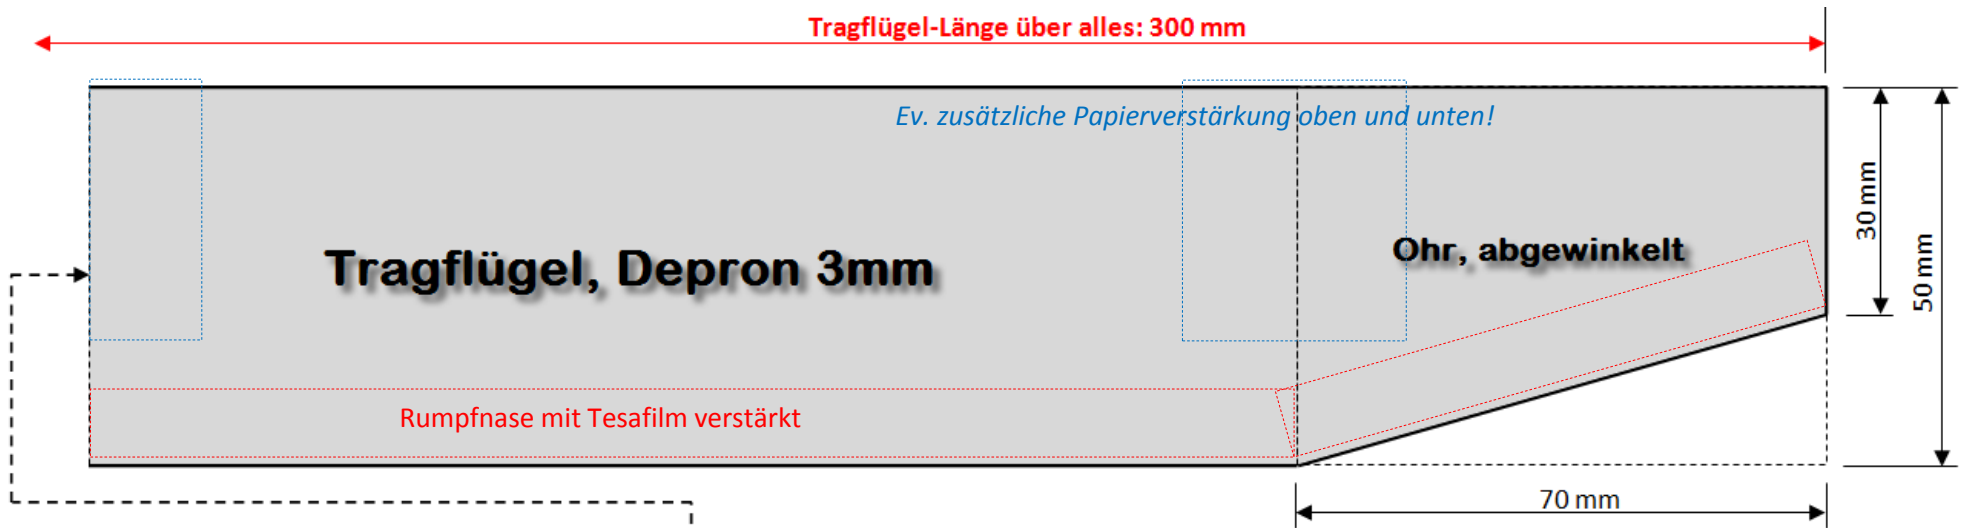 Tragflügel-Länge über alles: 300 mm
Ev. zusätzliche Papierverstärkung oben und unten!
Tragflügel, Depron 3mm
Ohr, abgewinkelt
30 mm
50 mm
Rumpfnase mit Tesafilm verstärkt
70 mm